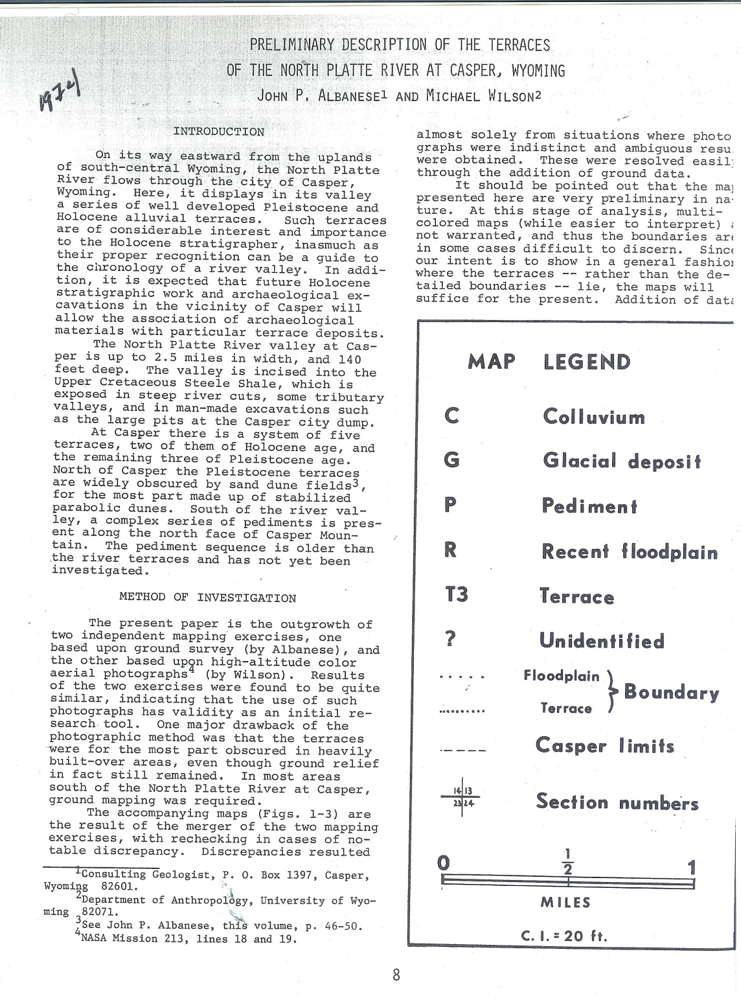 PRELIMINARY DESCRIPTION OF THE TERRACES
OF THE NORTH PLATTE RIVER AT CASPER, WYOMING
JOHN P. ALBANESE1 AND MICHAEL WILSON2
1974
INTRODUCTION
On its way eastward from the uplands
of south-central Wyoming, the North Platte
River flows through the city of Casper,
Wyoming. Here, it displays in its valley
a series of well developed Pleistocene and
Holocene alluvial terraces. Such terraces
are of considerable interest and importance
to the Holocene stratigrapher, inasmuch as
their proper recognition can be a guide to
the chronology of a river valley. In addi-
tion, it is expected that future Holocene
stratigraphic work and archaeological ex-
cavations in the vicinity of Casper will
allow the association of archaeological
materials with particular terrace deposits.
The North Platte River valley at Cas-
per is up to 2.5 miles in width, and 140
feet deep. The valley is incised into the
Upper Cretaceous Steele Shale, which is
exposed in steep river cuts, some tributary
valleys, and in man-made excavations such
as the large pits at the Casper city dump.
At Casper there is a system of five
terraces, two of them of Holocene age, and
the remaining three of Pleistocene age.
North of Casper the Pleistocene terraces
are widely obscured by sand dune fields3,
for the most part made up of stabilized
parabolic dunes. South of the river val-
ley, a complex series of pediments is pres-
ent along the north face of Casper Moun-
tain. The pediment sequence is older than
the river terraces and has not yet been
investigated.
METHOD OF INVESTIGATION
The present paper is the outgrowth of
two independent mapping exercises, one
based upon ground survey (by Albanese), and
the other based upon high-altitude color
aerial photographs4 (by Wilson). Results
of the two exercises were found to be quite
similar, indicating that the use of such
photographs has validity as an initial re-
search tool. One major drawback of the
photographic method was that the terraces
were for the most part obscured in heavily
built-over areas, even though ground relief
in fact still remained. In most areas
south of the North Platte River at Casper,
ground mapping was required.
The accompanying maps (Figs. 1-3) are
the result of the merger of the two mapping
exercises, with rechecking in cases of no-
table discrepancy. Discrepancies resulted
1Consulting Geologist, P. O. Box 1397, Casper,
Wyoming 82601.
2Department of Anthropology, University of Wyo-
ming 82071.
3See John P. Albanese, this volume, p. 46-50.
4NASA Mission 213, lines 18 and 19.
almost solely from situations where photo
graphs were indistinct and ambiguous resu
were obtained. These were resolved easil
through the addition of ground data.
It should be pointed out that the ma
presented here are very preliminary in na-
ture. At this stage of analysis, multi-
colored maps (while easier to interpret)
not warranted, and thus the boundaries are
in some cases difficult to discern. Since
our intent is to show in a general fashion
where the terraces -- rather than the de-
tailed boundaries -- lie, the maps will
suffice for the present. Addition of data
MAP LEGEND
C Colluvium
G Glacial deposit
P Pediment
R Recent floodplain
T3 Terrace
? Unidentified
Floodplain
Boundary
Terrace
Casper limits
14 13
23 24
Section numbers
0 1/2 1
MILES
C. I. = 20 ft.
8